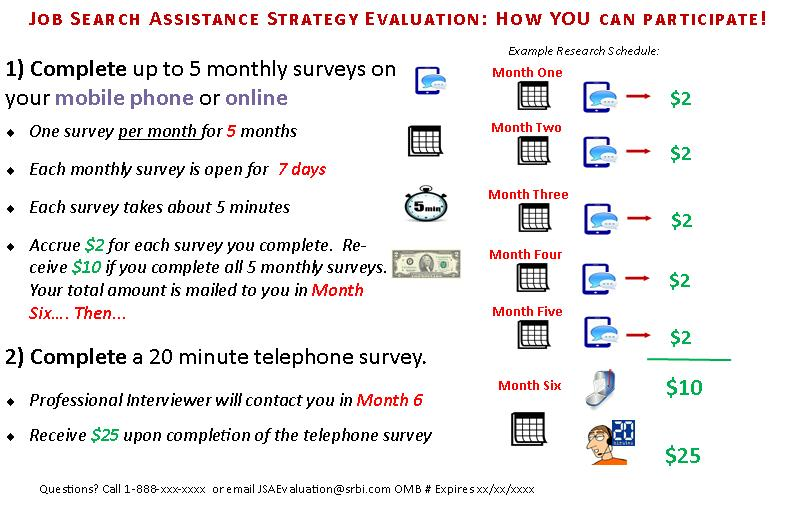 JOB SEARCH ASSISTANCE STRATEGY EVALUATION: HOW YOU CAN PARTICIPATE!
1) Complete up to 5 monthly surveys on
your mobile phone or online
♦ One survey per month for 5 months
♦ Each monthly survey is open for 7 days
♦ Each survey takes about 5 minutes
♦ Accrue $2 for each survey you complete. Re-
ceive $10 if you complete all 5 monthly surveys.
Your total amount is mailed to you in Month
Six.... Then...
5min
2) Complete a 20 minute telephone survey.
♦ Professional Interviewer will contact you in Month 6
♦ Receive $25 upon completion of the telephone survey
Example Research Schedule:
Month One
$2
Month Two
$2
Month Three
$2
Month Four
$2
Month Five
$2
Month Six
$10
20
minutes
$25
Questions? Call 1-888-xxx-xxxx or email JSAEvaluation@srbi.com OMB # Expires xx/xx/xxxx